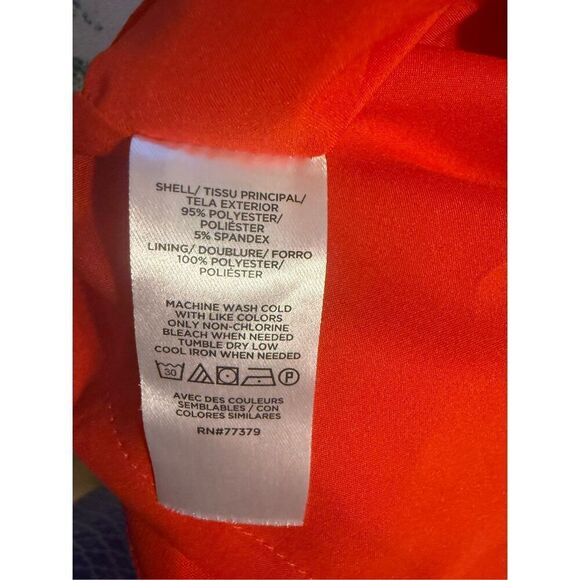 SHELL/ TISSU PRINCIPAL/
TELA EXTERIOR
95% POLYESTER/
POLIÉSTER
5% SPANDEX
LINING/ DOUBLURE/ FORRO
100% POLYESTER/
POLIÉSTER
MACHINE WASH COLD
WITH LIKE COLORS
ONLY NON-CHLORINE
BLEACH WHEN NEEDED
TUMBLE DRY LOW
COOL IRON WHEN NEEDED
30 P
AVEC DES COULEURS
SEMBLABLES / CON
COLORES SIMILARES
RN#77379